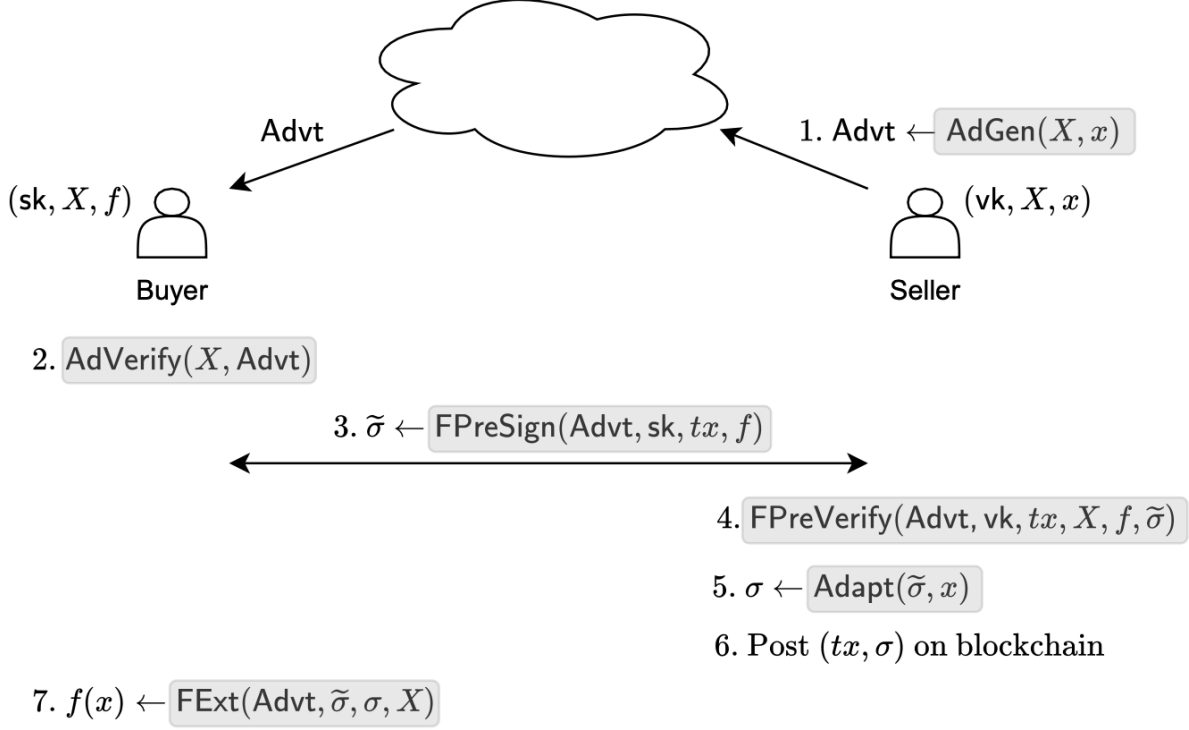 Advt
1. Advt ← AdGen(X, x)
(sk, X, f)
(vk, X, x)
Buyer
Seller
2. AdVerify(X, Advt)
3. σ̃ ← FPreSign(Advt, sk, tx, f)
4. FPreVerify(Advt, vk, tx, X, f, σ̃)
5. σ ← Adapt(σ̃, x)
6. Post (tx, σ) on blockchain
7. f(x) ← FExt(Advt, σ̃, σ, X)